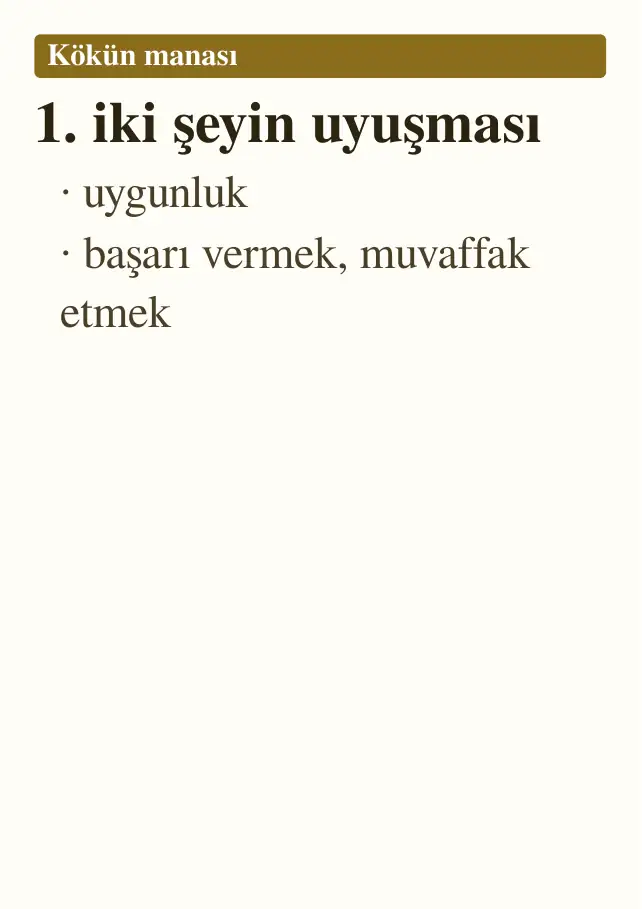 Kökün manası
1. iki şeyin uyuşması
· uygunluk
· başarı vermek, muvaffak
etmek